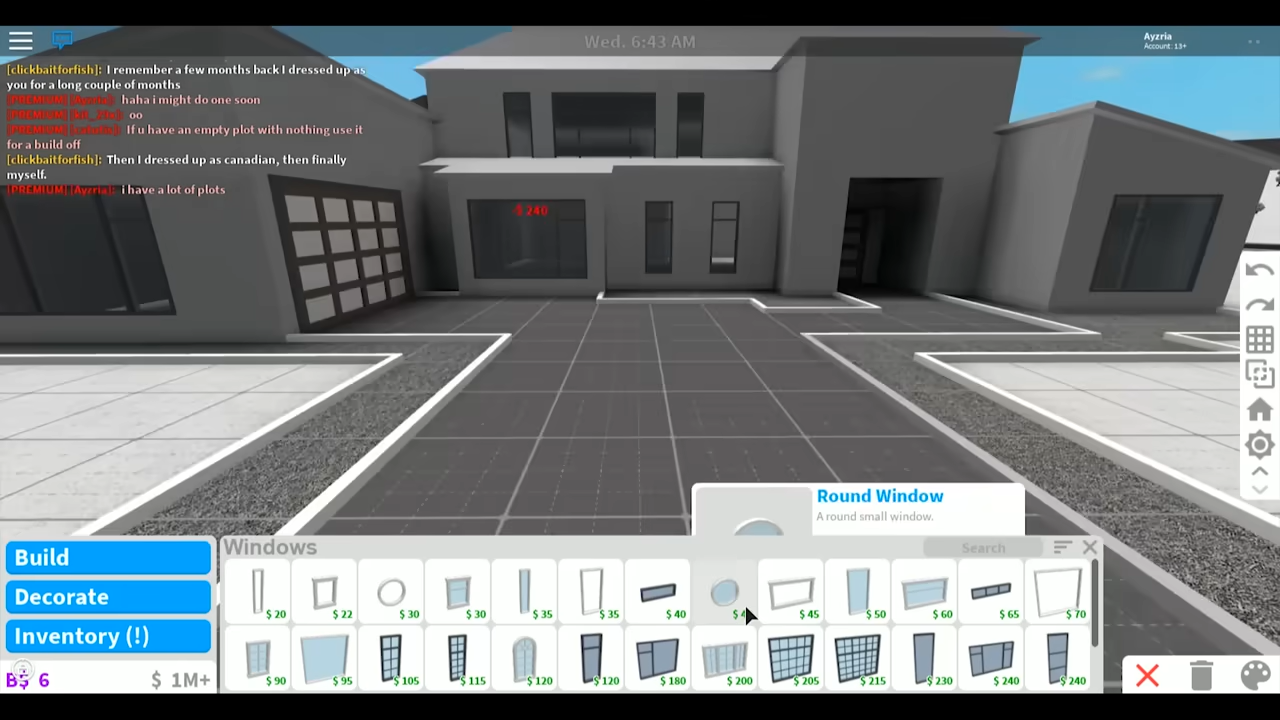 Wed. 6:43 AM
Ayzria
Account: 13+
[clickbaitforfish]: I remember a few months back I dressed up as
you for a long couple of months
[PREMIUM] [Ayzria]: haha i might do one soon
[PREMIUM] oo
[PREMIUM] If u have an empty plot with nothing use it
for a build off
[clickbaitforfish]: Then I dressed up as canadian, then finally
myself.
[PREMIUM] [Ayzria]: i have a lot of plots
-$ 240
Round Window
A round small window.
Windows
Search
Build
Decorate
Inventory (!)
B$ 6
$ 1M+
$ 20
$ 22
$ 30
$ 30
$ 35
$ 35
$ 40
$ 45
$ 50
$ 60
$ 65
$ 70
$ 90
$ 95
$ 105
$ 115
$ 120
$ 120
$ 180
$ 200
$ 205
$ 215
$ 230
$ 240
$ 240